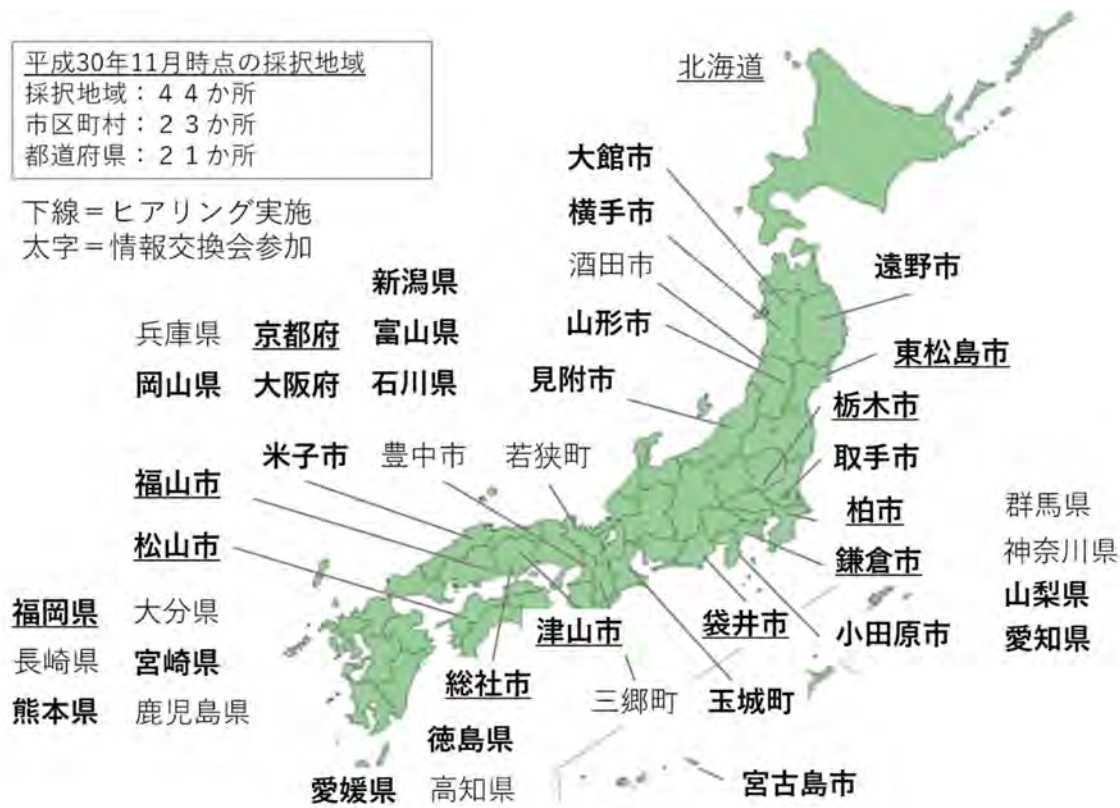 平成30年11月時点の採択地域
採択地域：４４か所
市区町村：２３か所
都道府県：２１か所
下線＝ヒアリング実施
太字＝情報交換会参加
北海道
大館市
横手市
酒田市
遠野市
山形市
東松島市
見附市
栃木市
取手市
柏市
鎌倉市
新潟県
兵庫県 京都府 富山県
岡山県 大阪府 石川県
米子市 豊中市 若狭町
福山市
松山市
群馬県
神奈川県
山梨県
愛知県
福岡県 大分県
長崎県 宮崎県
熊本県 鹿児島県
津山市 袋井市 小田原市
総社市 三郷町 玉城町
徳島県
愛媛県 高知県
宮古島市